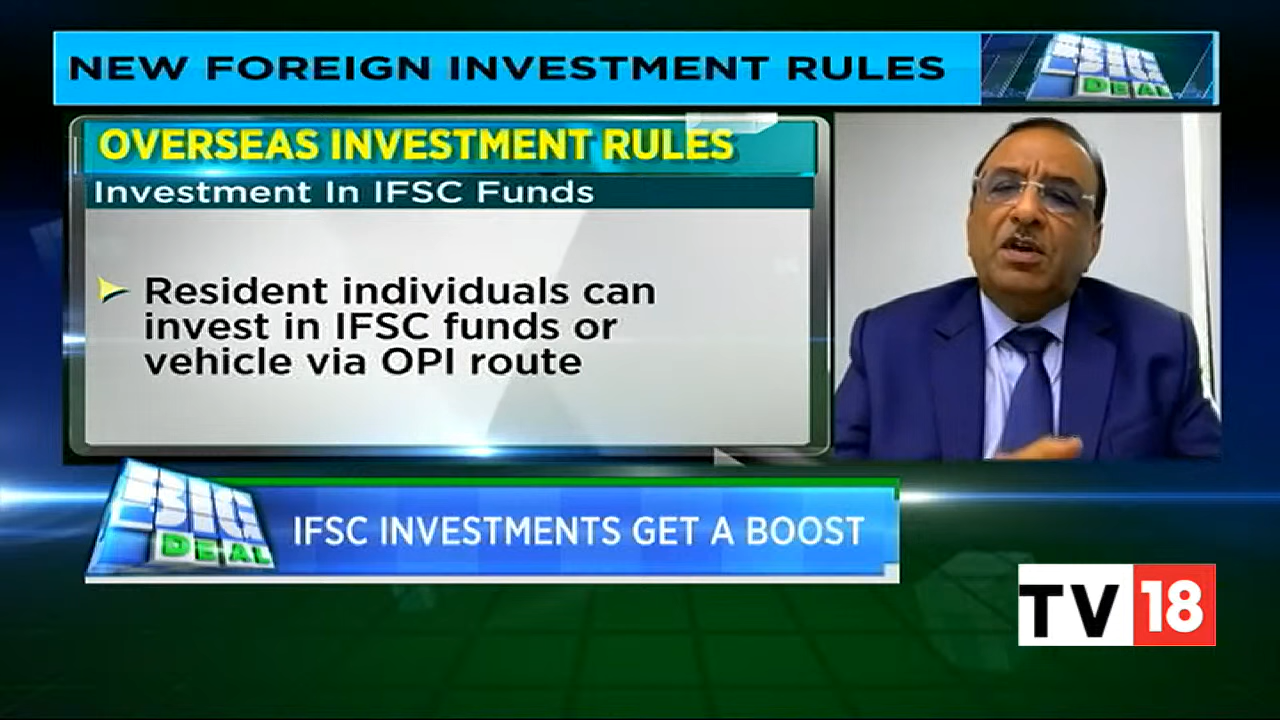 NEW FOREIGN INVESTMENT RULES
BIG
DEAL
OVERSEAS INVESTMENT RULES
Investment In IFSC Funds
Resident individuals can
invest in IFSC funds or
vehicle via OPI route
BIG
DEAL
IFSC INVESTMENTS GET A BOOST
TV18